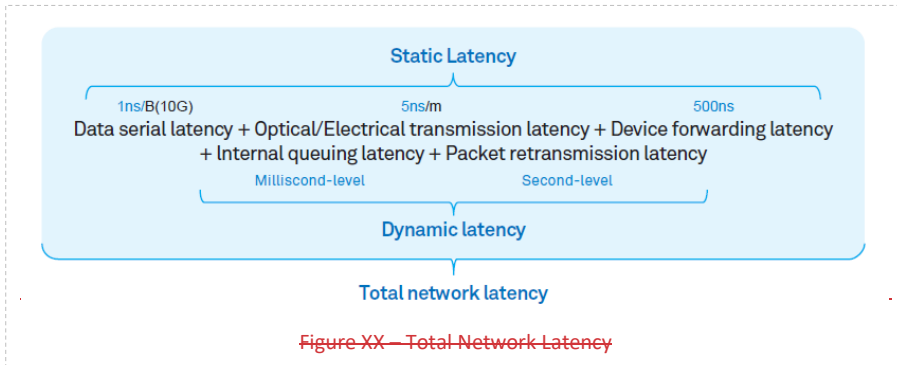 Static Latency
1ns/B(10G) 5ns/m 500ns
Data serial latency + Optical/Electrical transmission latency + Device forwarding latency
+ Internal queuing latency + Packet retransmission latency
Milliscond-level Second-level
Dynamic latency
Total network latency
Figure XX – Total Network Latency